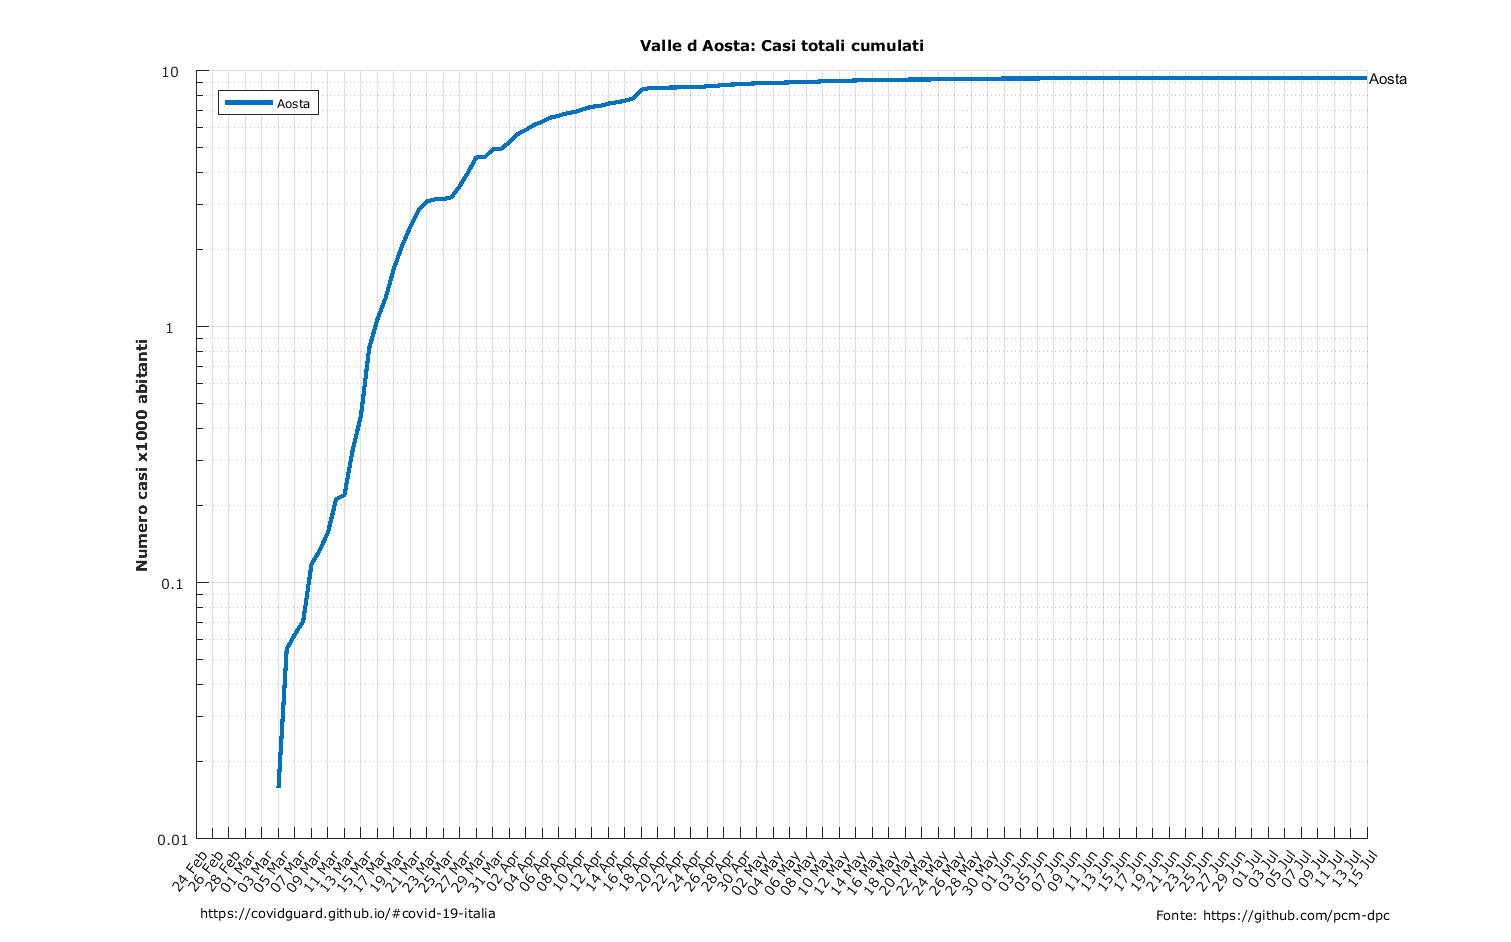 Valle d Aosta: Casi totali cumulati
10
Aosta
Aosta
1
Numero casi x1000 abitanti
0.1
0.01
24 Feb
26 Feb
28 Feb
01 Mar
03 Mar
05 Mar
07 Mar
09 Mar
11 Mar
13 Mar
15 Mar
17 Mar
19 Mar
21 Mar
23 Mar
25 Mar
27 Mar
29 Mar
31 Mar
02 Apr
04 Apr
06 Apr
08 Apr
10 Apr
12 Apr
14 Apr
16 Apr
18 Apr
20 Apr
22 Apr
24 Apr
26 Apr
28 Apr
30 Apr
02 May
04 May
06 May
08 May
10 May
12 May
14 May
16 May
18 May
20 May
22 May
24 May
26 May
28 May
30 May
01 Jun
03 Jun
05 Jun
07 Jun
09 Jun
11 Jun
13 Jun
15 Jun
17 Jun
19 Jun
21 Jun
23 Jun
25 Jun
27 Jun
29 Jun
01 Jul
03 Jul
05 Jul
07 Jul
09 Jul
11 Jul
13 Jul
15 Jul
https://covidguard.github.io/#covid-19-italia
Fonte: https://github.com/pcm-dpc